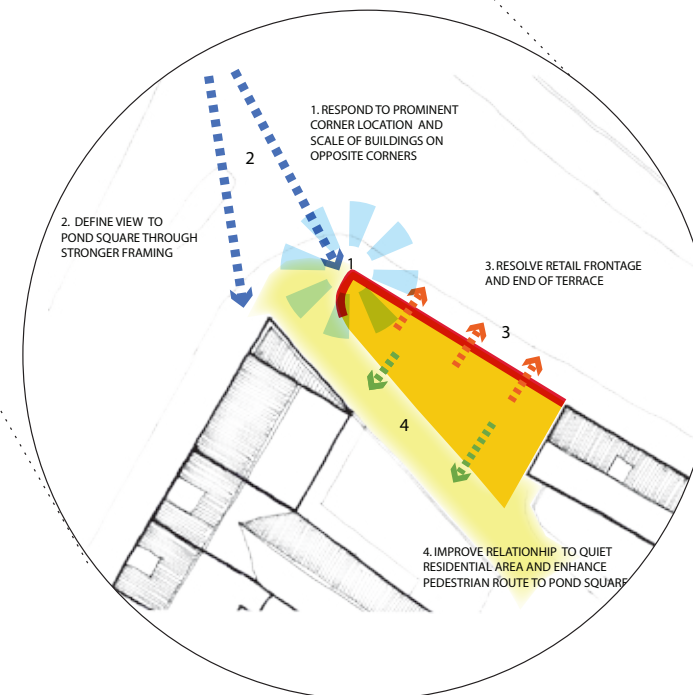 1. RESPOND TO PROMINENT
CORNER LOCATION AND
SCALE OF BUILDINGS ON
OPPOSITE CORNERS
2
2. DEFINE VIEW TO
POND SQUARE THROUGH
STRONGER FRAMING
1
3. RESOLVE RETAIL FRONTAGE
AND END OF TERRACE
3
4
4. IMPROVE RELATIONHIP TO QUIET
RESIDENTIAL AREA AND ENHANCE
PEDESTRIAN ROUTE TO POND SQUARE